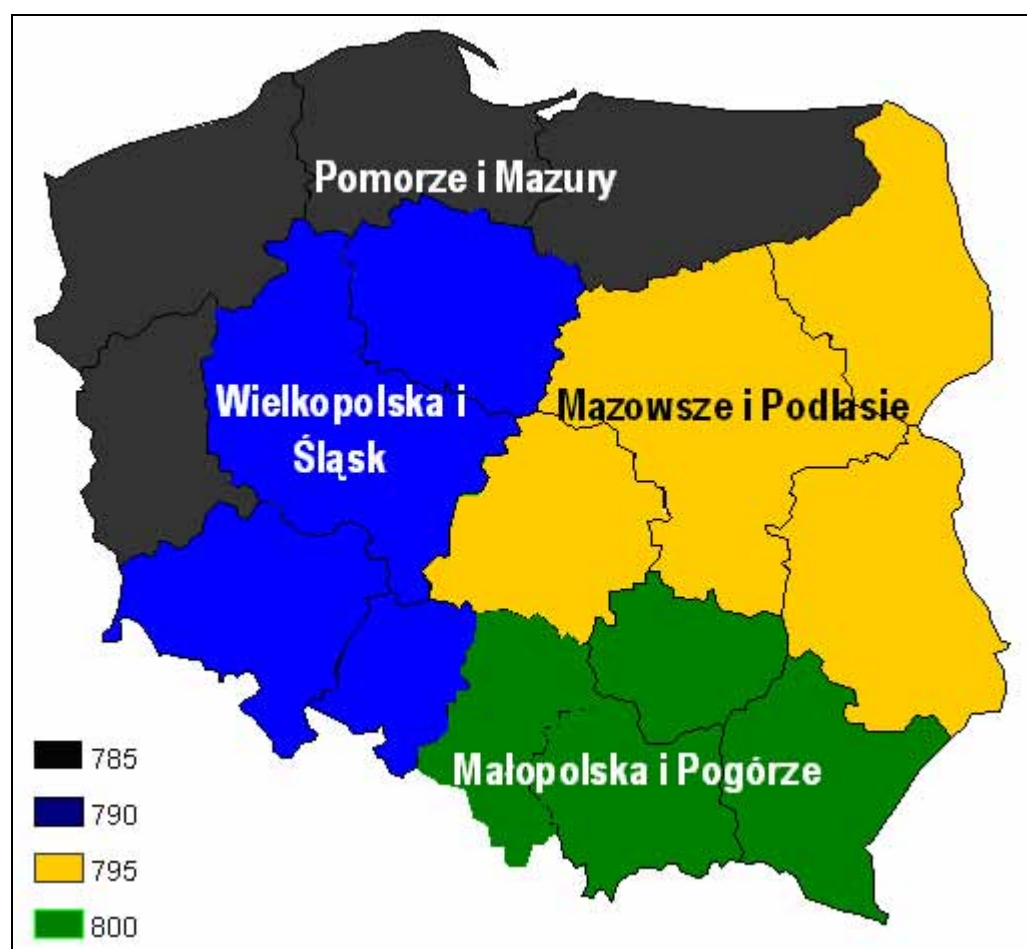 Pomorze i Mazury
Wielkopolska i
Śląsk
Mazowsze i Podlasie
Małopolska i Pogórze
785
790
795
800